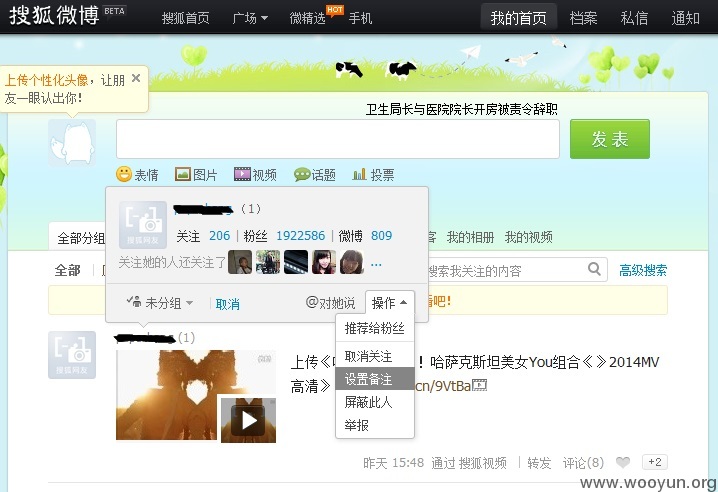 搜狐微博 BETA 搜狐首页 广场 微精选 HOT 手机 我的首页 档案 私信 通知
上传个性化头像，让朋
友一眼认出你！
卫生局长与医院院长开房被责令辞职
发表
表情 图片 视频 话题 投票
搜狐网友 (1)
关注 206 | 粉丝 1922586 | 微博 809
关注她的人还关注了 ...
全部分组 客 我的相册 我的视频
全部 搜索我关注的内容 高级搜索
未分组 | 取消 @对她说 操作 看吧!
推荐给粉丝
取消关注
设置备注
屏蔽此人
举报
搜狐网友 (1)
上传《 ！哈萨克斯坦美女You组合《》2014MV
高清》 cn/9VtBa
昨天 15:48 通过 搜狐视频 | 转发 评论(8) +2
www.wooyun.org